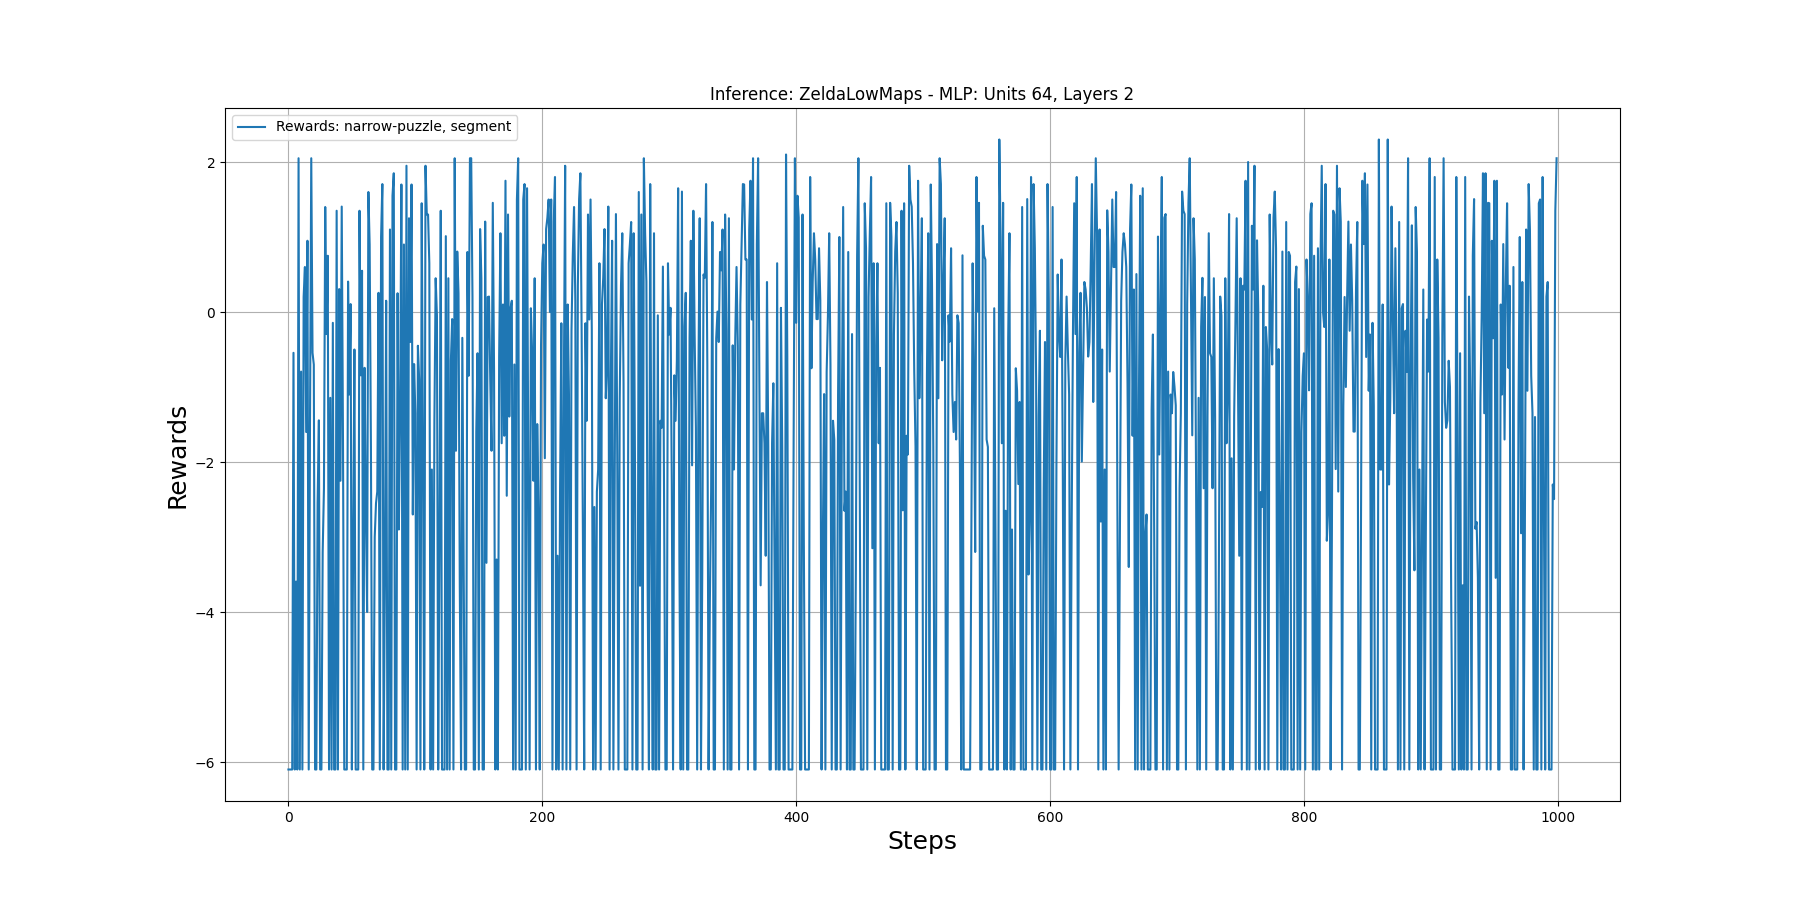 Inference: ZeldaLowMaps - MLP: Units 64, Layers 2
Rewards: narrow-puzzle, segment
2
0
−2
−4
−6
Rewards
0 200 400 600 800 1000
Steps